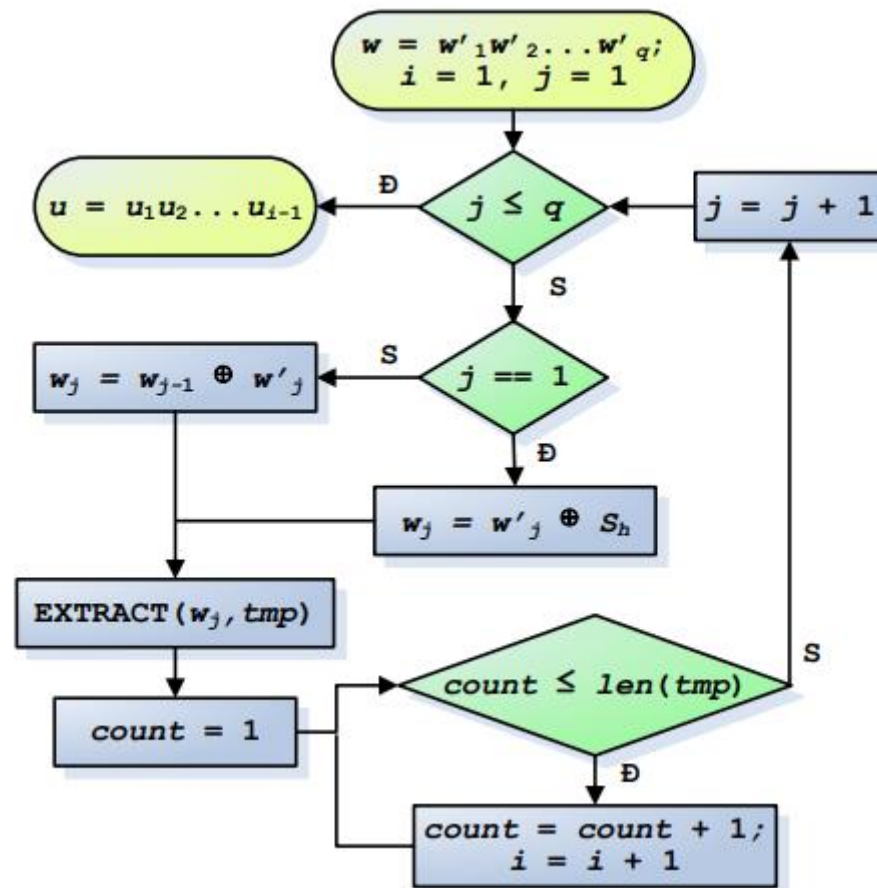 w = w'₁w'₂...w'q;
i = 1, j = 1
Đ
u = u₁u₂...uᵢ₋₁
j ≤ q
j = j + 1
S
S
wⱼ = wⱼ₋₁ ⊕ w'ⱼ
j == 1
Đ
wⱼ = w'ⱼ ⊕ Sₕ
EXTRACT(wⱼ,tmp)
S
count ≤ len(tmp)
count = 1
Đ
count = count + 1;
i = i + 1